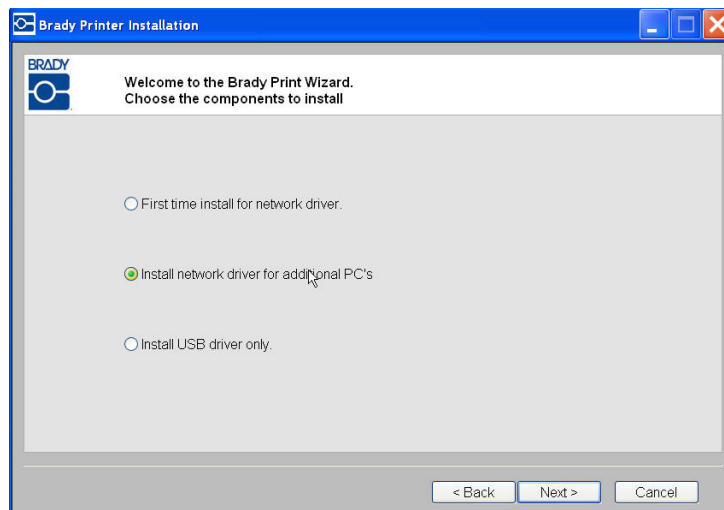 Brady Printer Installation
BRADY
Welcome to the Brady Print Wizard.
Choose the components to install
First time install for network driver.
Install network driver for additional PC's
Install USB driver only.
< Back
Next >
Cancel